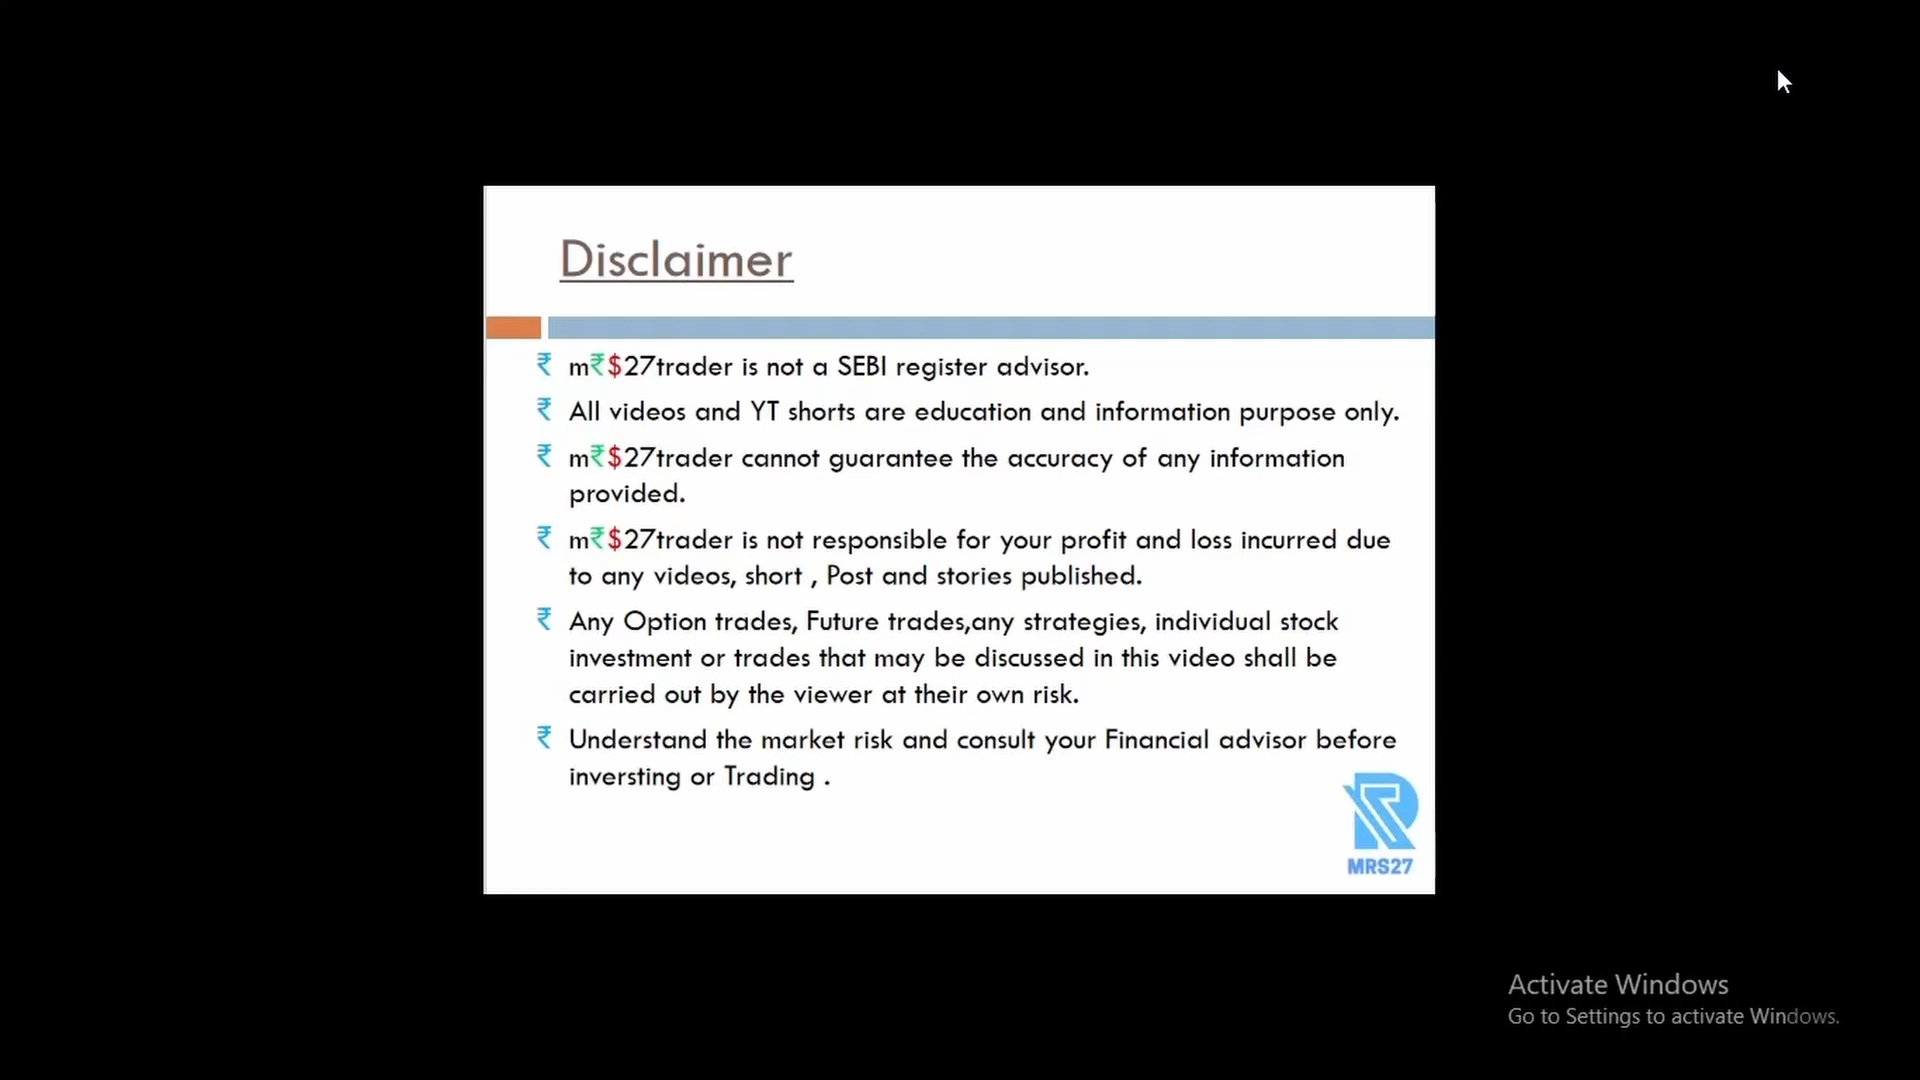 Disclaimer
₹ m₹$27trader is not a SEBI register advisor.
₹ All videos and YT shorts are education and information purpose only.
₹ m₹$27trader cannot guarantee the accuracy of any information
provided.
₹ m₹$27trader is not responsible for your profit and loss incurred due
to any videos, short , Post and stories published.
₹ Any Option trades, Future trades,any strategies, individual stock
investment or trades that may be discussed in this video shall be
carried out by the viewer at their own risk.
₹ Understand the market risk and consult your Financial advisor before
inversting or Trading .
MRS27
Activate Windows
Go to Settings to activate Windows.